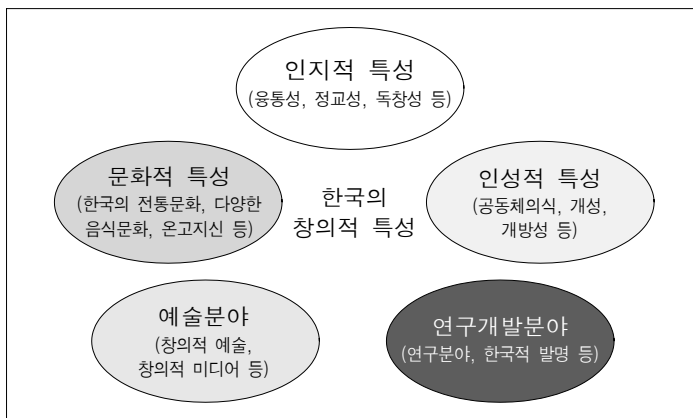 인지적 특성
(융통성, 정교성, 독창성 등)
문화적 특성
(한국의 전통문화, 다양한
음식문화, 온고지신 등)
한국의
창의적 특성
인성적 특성
(공동체의식, 개성,
개방성 등)
예술분야
(창의적 예술,
창의적 미디어 등)
연구개발분야
(연구분야, 한국적 발명 등)